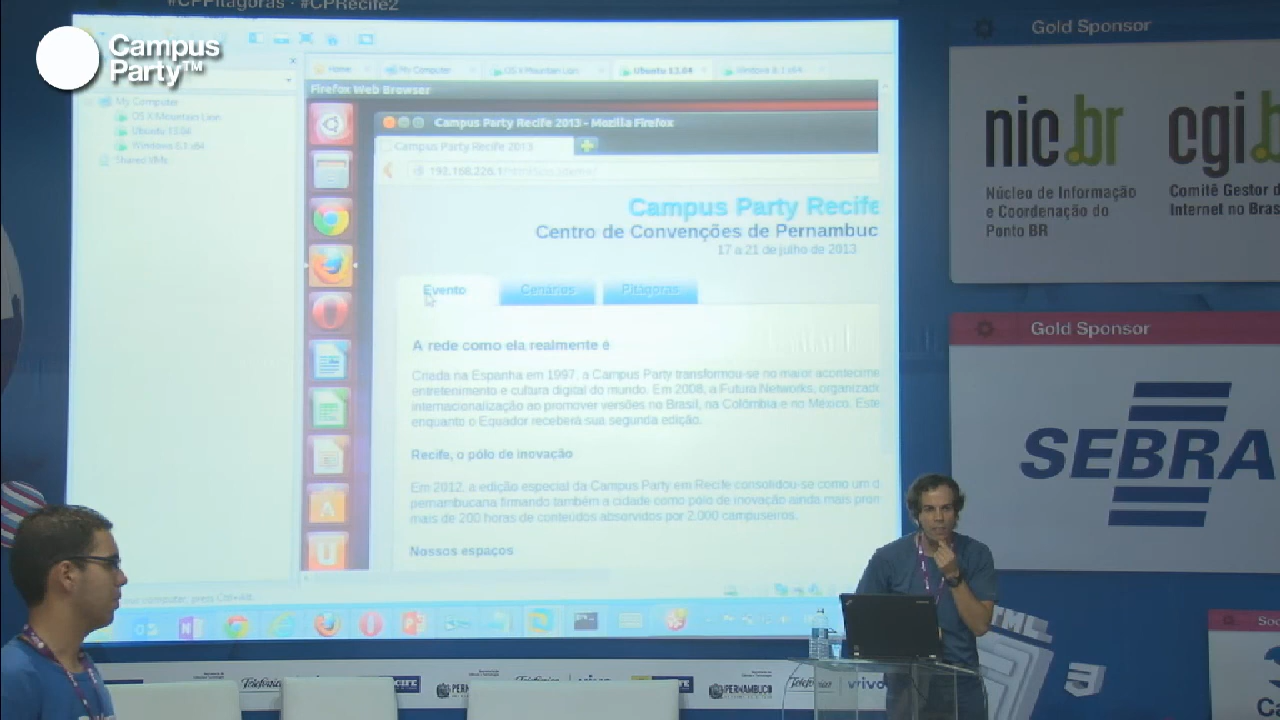 #CPPitagoras · #CPRecife2
Campus
Party™
Home
My Computer
OS X Mountain Lion
Ubuntu 13.04
Windows 8.1 x64
My Computer
OS X Mountain Lion
Ubuntu 13.04
Windows 8.1 x64
Shared VMs
Firefox Web Browser
Campus Party Recife 2013 - Mozilla Firefox
Campus Party Recife 2013
Campus Party Recife
Centro de Convenções de Pernambuc
17 a 21 de julho de 2013
Evento
Cenários
Pitágoras
A rede como ela realmente é
Criada na Espanha em 1997, a Campus Party transformou-se no maior acontecime
entretenimento e cultura digital do mundo. Em 2008, a Futura Networks, organizado
internacionalização ao promover versões no Brasil, na Colômbia e no México. Este
enquanto o Equador receberá sua segunda edição.
Recife, o pólo de inovação
Em 2012, a edição especial da Campus Party em Recife consolidou-se como um d
pernambucana firmando também a cidade como pólo de inovação ainda mais pron
mais de 200 horas de conteúdos absorvidos por 2.000 campuseiros.
Nossos espaços
computer, press Ctrl+Alt.
Gold Sponsor
nic.br
Núcleo de Informação
e Coordenação do
Ponto BR
cgi.b
Comitê Gestor d
Internet no Bras
Gold Sponsor
SEBRA
Telefônica
PERNAMBUCO
vivo